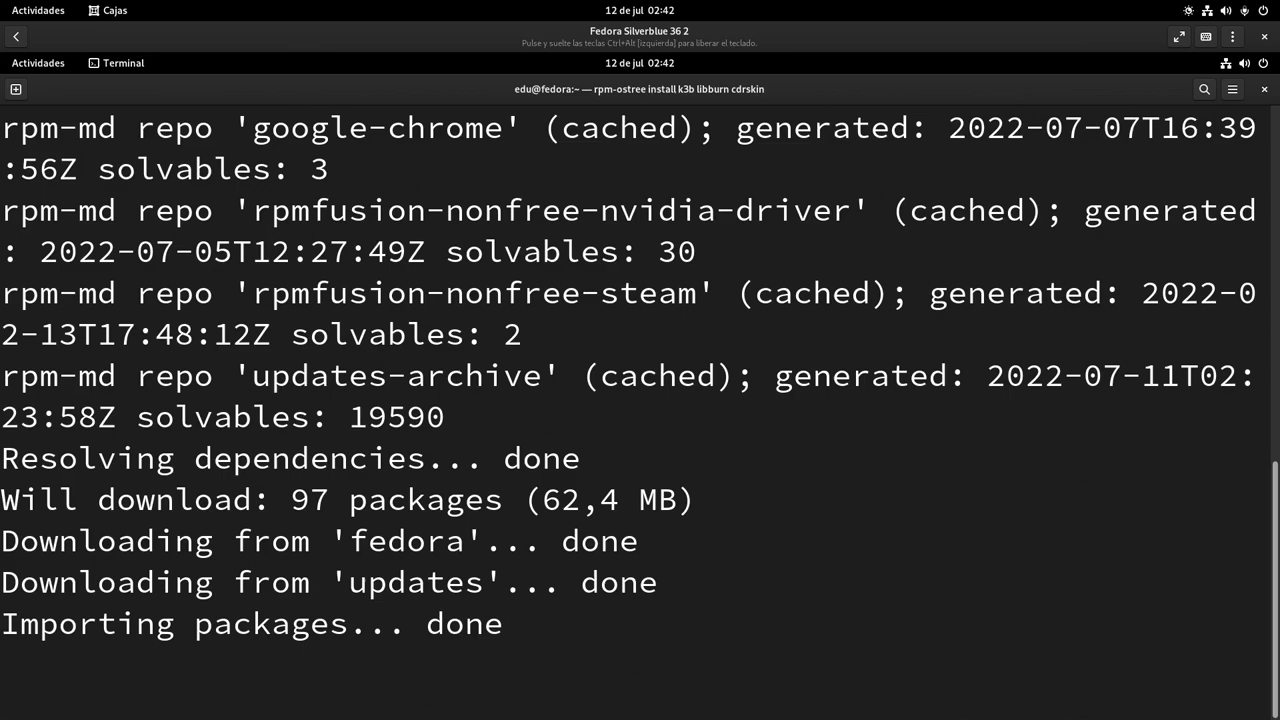 Actividades Cajas 12 de jul 02:42
Fedora Silverblue 36 2
Pulse y suelte las teclas Ctrl+Alt [izquierda] para liberar el teclado.
Actividades Terminal 12 de jul 02:42
edu@fedora:~ — rpm-ostree install k3b libburn cdrskin
rpm-md repo 'google-chrome' (cached); generated: 2022-07-07T16:39
:56Z solvables: 3
rpm-md repo 'rpmfusion-nonfree-nvidia-driver' (cached); generated
: 2022-07-05T12:27:49Z solvables: 30
rpm-md repo 'rpmfusion-nonfree-steam' (cached); generated: 2022-0
2-13T17:48:12Z solvables: 2
rpm-md repo 'updates-archive' (cached); generated: 2022-07-11T02:
23:58Z solvables: 19590
Resolving dependencies... done
Will download: 97 packages (62,4 MB)
Downloading from 'fedora'... done
Downloading from 'updates'... done
Importing packages... done